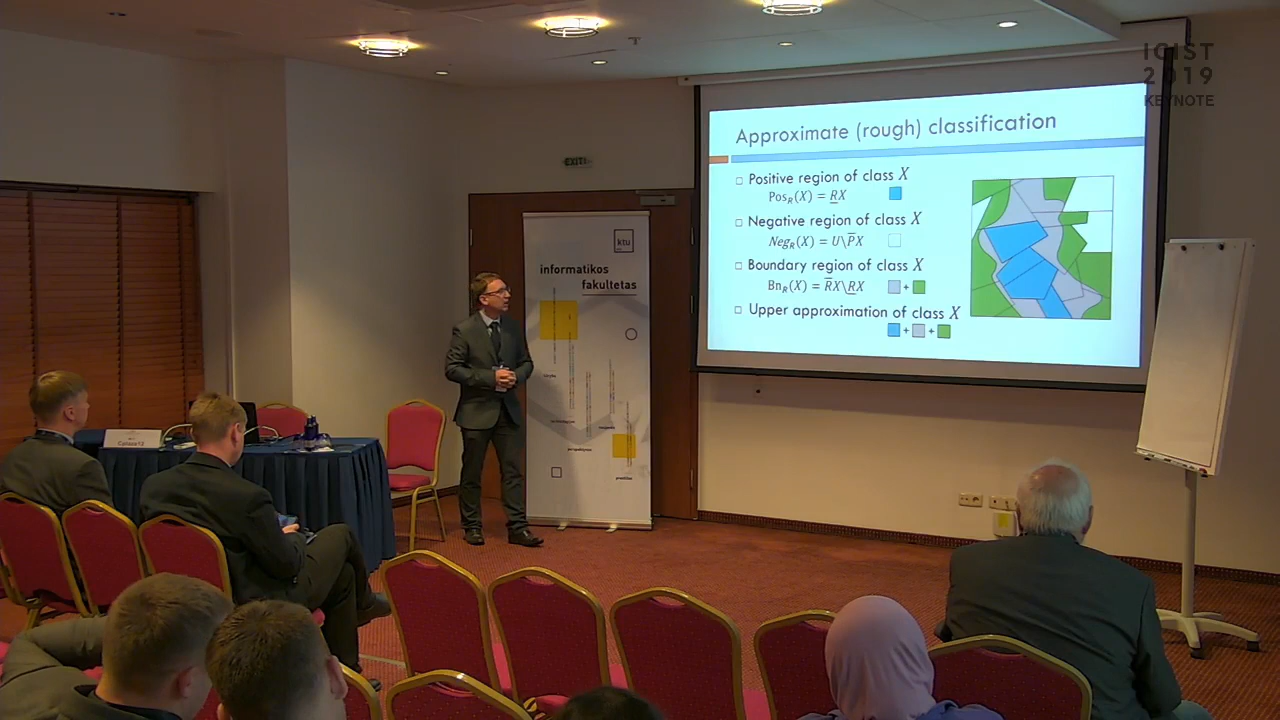 ICIST
2019
KEYNOTE
EXIT
Approximate (rough) classification
□ Positive region of class X
Pos_R(X) = R̲X
□ Negative region of class X
Neg_R(X) = U\P̅X
□ Boundary region of class X
Bn_R(X) = R̅X\R̲X
+
□ Upper approximation of class X
+ +
ktu
informatikos
fakultetas